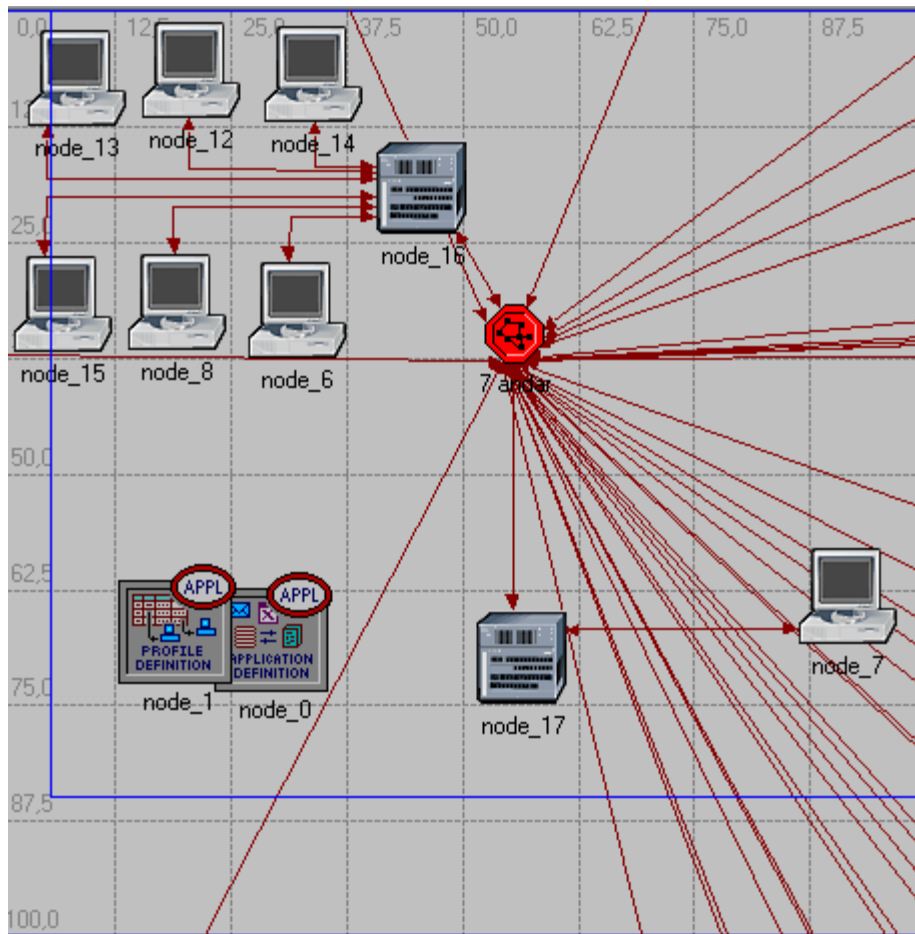 0,0 12,5 25,0 37,5 50,0 62,5 75,0 87,5
node_13 node_12 node_14
25,0
node_16
node_15 node_8 node_6
7 andar
50,0
62,5
APPL APPL
PROFILE
DEFINITION
APPLICATION
DEFINITION
node_7
75,0
node_1 node_0
node_17
87,5
100,0